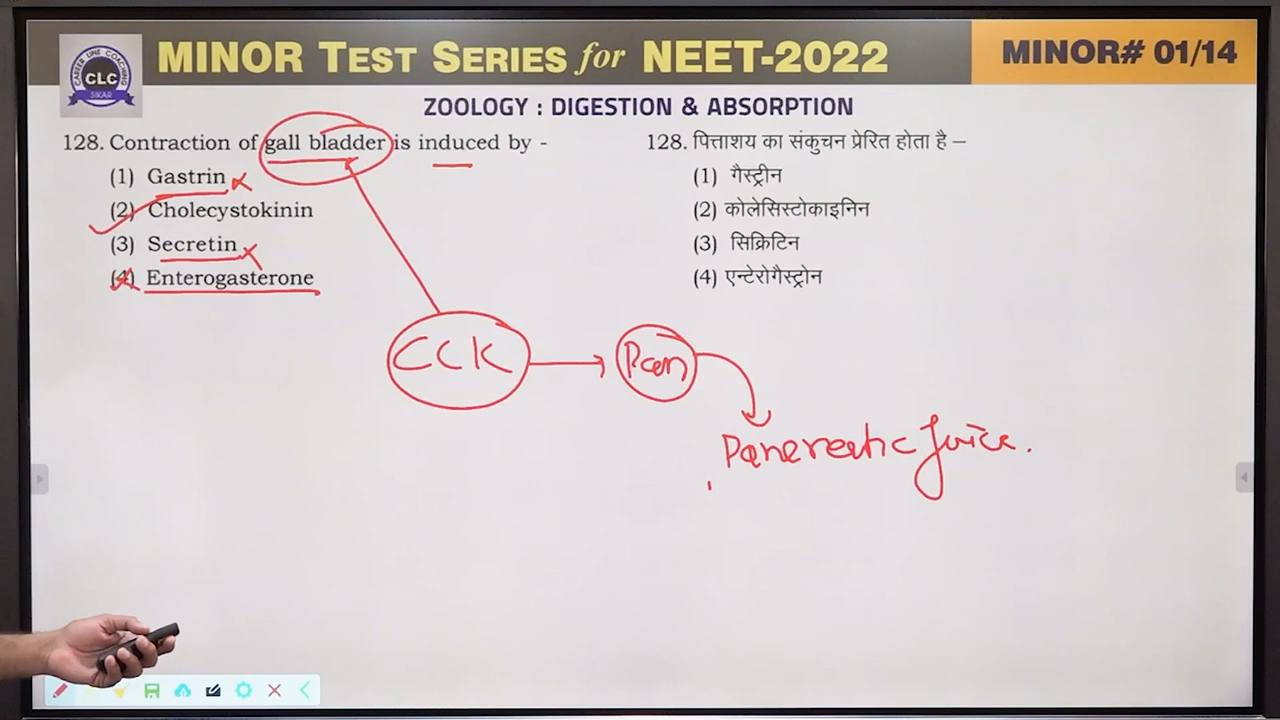 MINOR TEST SERIES for NEET-2022
MINOR# 01/14
CAREER LINE COACHING
CLC
SIKAR
ZOOLOGY : DIGESTION & ABSORPTION
128. Contraction of gall bladder is induced by -
(1) Gastrin
(2) Cholecystokinin
(3) Secretin
(4) Enterogasterone
128. पित्ताशय का संकुचन प्रेरित होता है –
(1) गैस्ट्रीन
(2) कोलेसिस्टोकाइनिन
(3) सिक्रिटिन
(4) एन्टेरोगैस्ट्रोन
CCK
Pan
Pancreatic Juice.